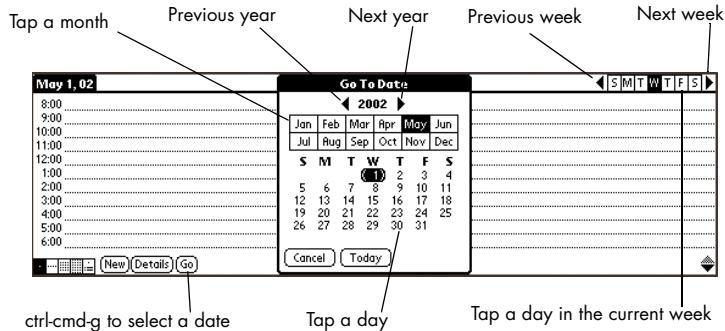 Tap a month
Previous year
Next year
Previous week
Next week
May 1, 02
Go To Date
S M T W T F S
2002
8:00
9:00
10:00
11:00
12:00
1:00
2:00
3:00
4:00
5:00
6:00
Jan Feb Mar Apr May Jun
Jul Aug Sep Oct Nov Dec
S M T W T F S
1 2 3 4
5 6 7 8 9 10 11
12 13 14 15 16 17 18
19 20 21 22 23 24 25
26 27 28 29 30 31
Cancel Today
New Details Go
ctrl-cmd-g to select a date
Tap a day
Tap a day in the current week